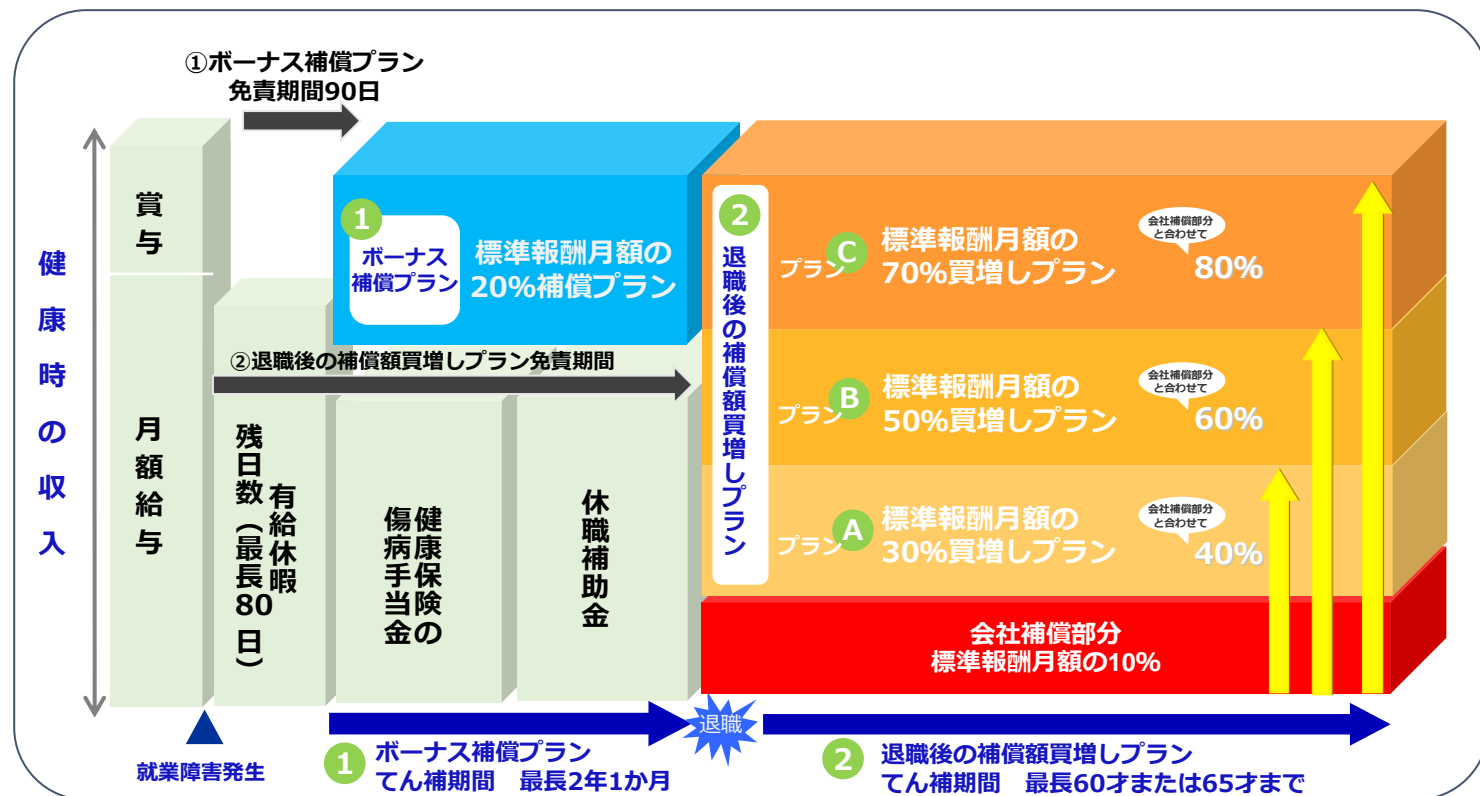 ①ボーナス補償プラン
免責期間90日
健康時の収入
賞与
月額給与
有給休暇
残日数（最長80日）
健康保険の
傷病手当金
休職補助金
1
ボーナス
補償プラン
標準報酬月額の
20%補償プラン
②退職後の補償額買増しプラン免責期間
2
退職後の補償額買増しプラン
プラン C
標準報酬月額の
70%買増しプラン
会社補償部分
と合わせて
80%
プラン B
標準報酬月額の
50%買増しプラン
会社補償部分
と合わせて
60%
プラン A
標準報酬月額の
30%買増しプラン
会社補償部分
と合わせて
40%
会社補償部分
標準報酬月額の10%
就業障害発生
1 ボーナス補償プラン
てん補期間　最長2年1か月
退職
2 退職後の補償額買増しプラン
てん補期間　最長60才または65才まで